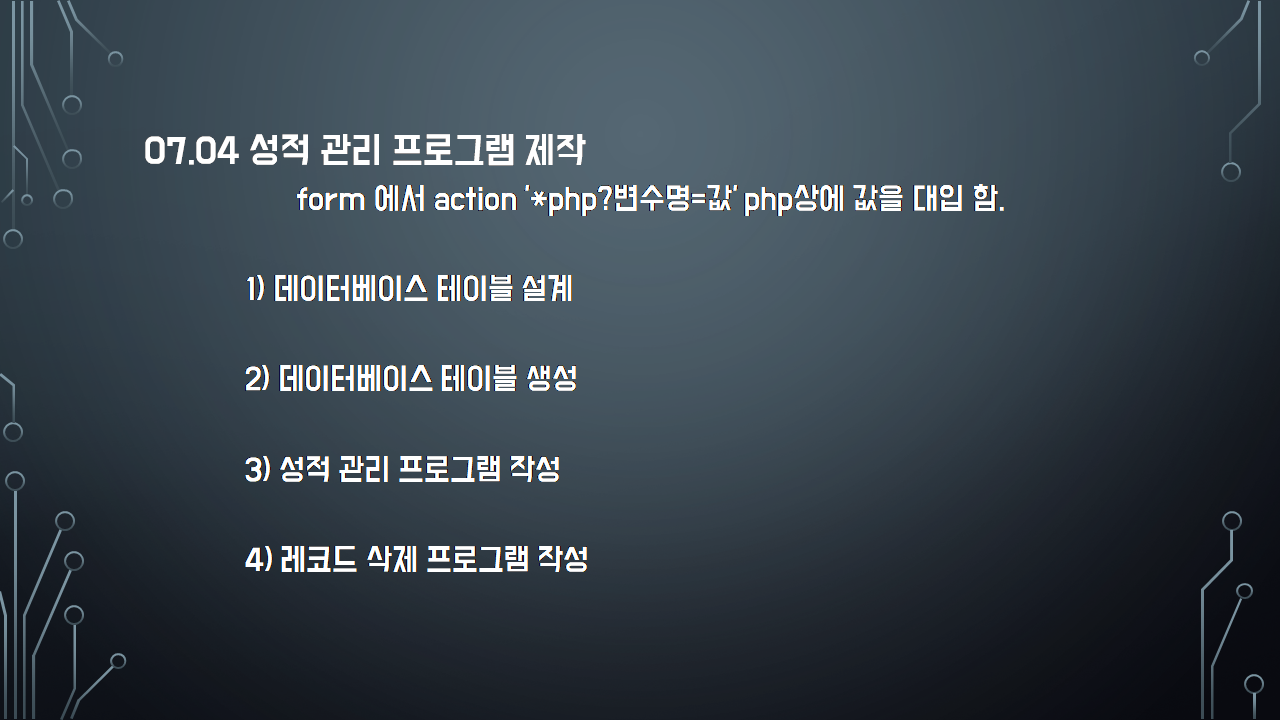 07.04 성적 관리 프로그램 제작
form 에서 action '*php?변수명=값' php상에 값을 대입 함.
1) 데이터베이스 테이블 설계
2) 데이터베이스 테이블 생성
3) 성적 관리 프로그램 작성
4) 레코드 삭제 프로그램 작성